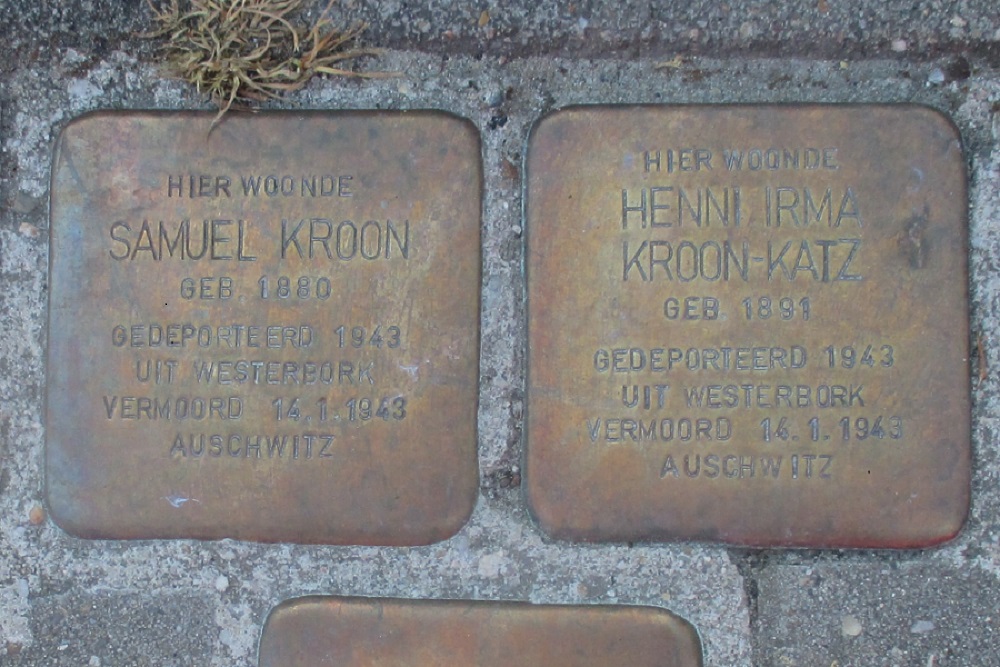 HIER WOONDE
SAMUEL KROON
GEB. 1880
GEDEPORTEERD 1943
UIT WESTERBORK
VERMOORD 14.1.1943
AUSCHWITZ
HIER WOONDE
HENNI IRMA
KROON-KATZ
GEB. 1891
GEDEPORTEERD 1943
UIT WESTERBORK
VERMOORD 14.1.1943
AUSCHWITZ